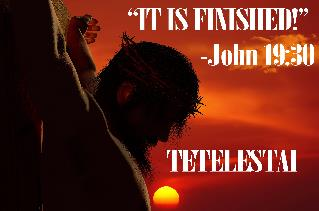 “IT IS FINISHED!”
-John 19:30
TETELESTAI